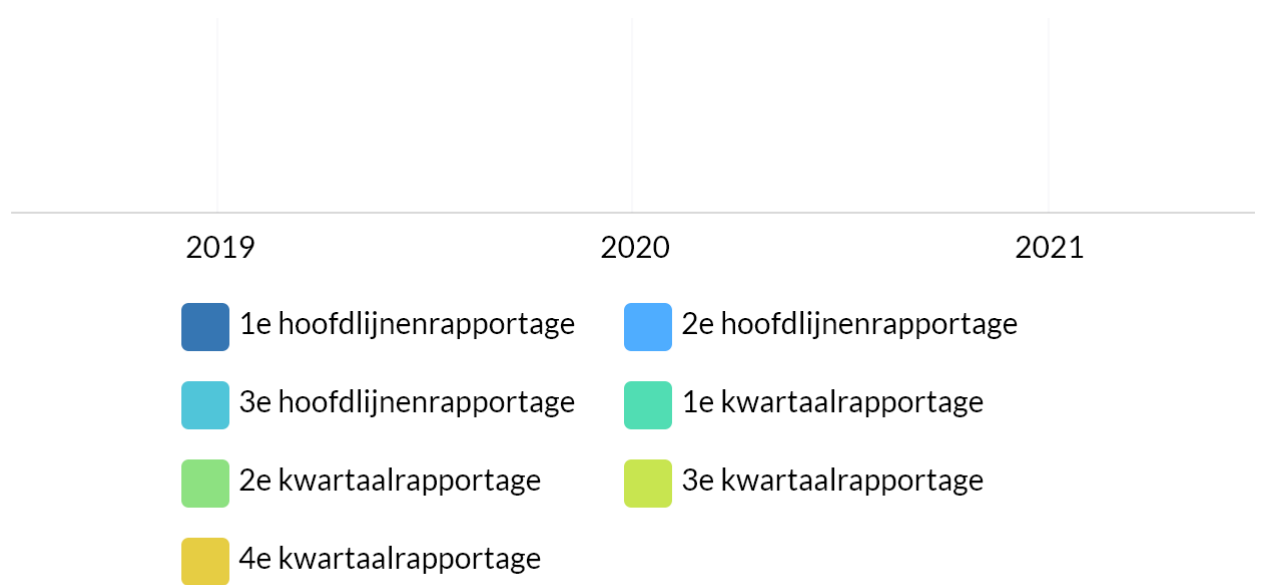 2019 2020 2021
1e hoofdlijnenrapportage 2e hoofdlijnenrapportage
3e hoofdlijnenrapportage 1e kwartaalrapportage
2e kwartaalrapportage 3e kwartaalrapportage
4e kwartaalrapportage